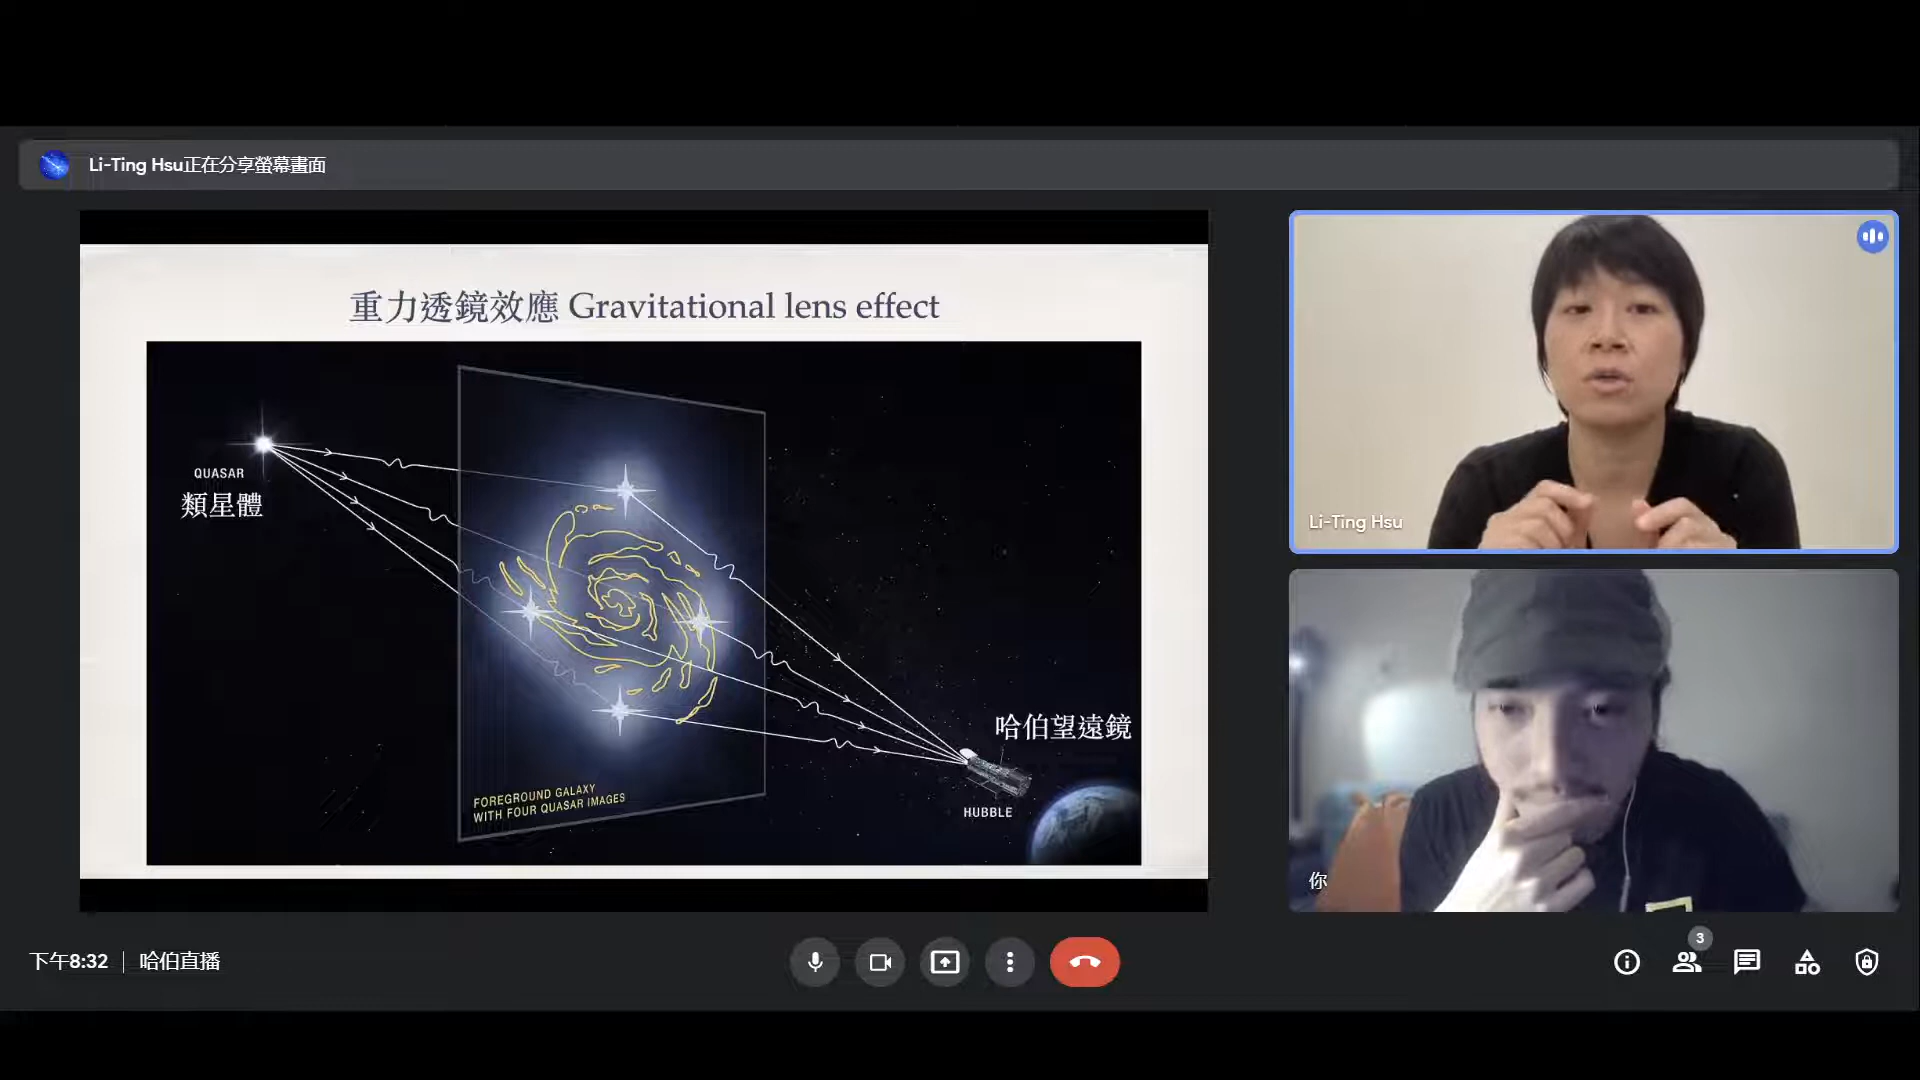 Li-Ting Hsu正在分享螢幕畫面
重力透鏡效應 Gravitational lens effect
QUASAR
類星體
哈伯望遠鏡
HUBBLE
FOREGROUND GALAXY
WITH FOUR QUASAR IMAGES
Li-Ting Hsu
你
下午8:32
哈伯直播
3